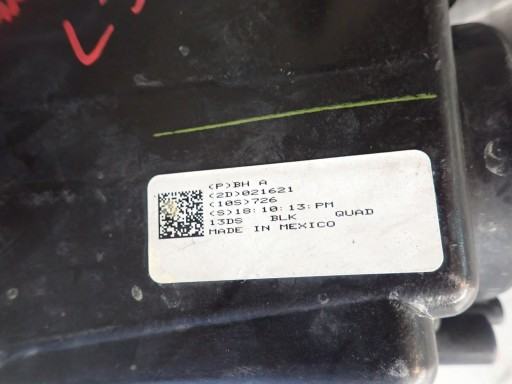 (P)BH A
(2D)021621
(10S)726
(S)18:10:13:PM
13DS BLK QUAD
MADE IN MEXICO